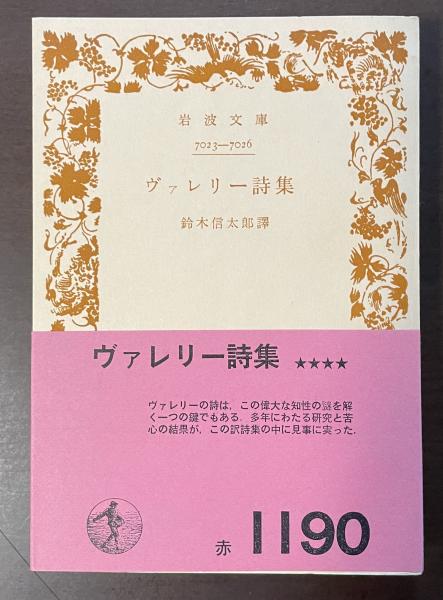 岩波文庫
7023—7026
ヴァレリー詩集
鈴木信太郎譯
ヴァレリー詩集 ★★★★
ヴァレリーの詩は，この偉大な知性の謎を解
く一つの鍵でもある．多年にわたる研究と苦
心の結果が，この訳詩集の中に見事に実った．
赤 1190